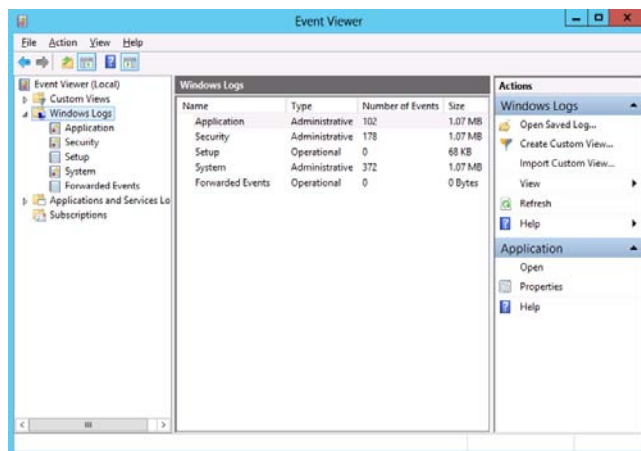 Event Viewer
File Action View Help
Event Viewer (Local)
Custom Views
Windows Logs
Application
Security
Setup
System
Forwarded Events
Applications and Services Lo
Subscriptions
Windows Logs
Name Type Number of Events Size
Application Administrative 102 1.07 MB
Security Administrative 178 1.07 MB
Setup Operational 0 68 KB
System Administrative 372 1.07 MB
Forwarded Events Operational 0 0 Bytes
Actions
Windows Logs
Open Saved Log...
Create Custom View...
Import Custom View...
View
Refresh
Help
Application
Open
Properties
Help